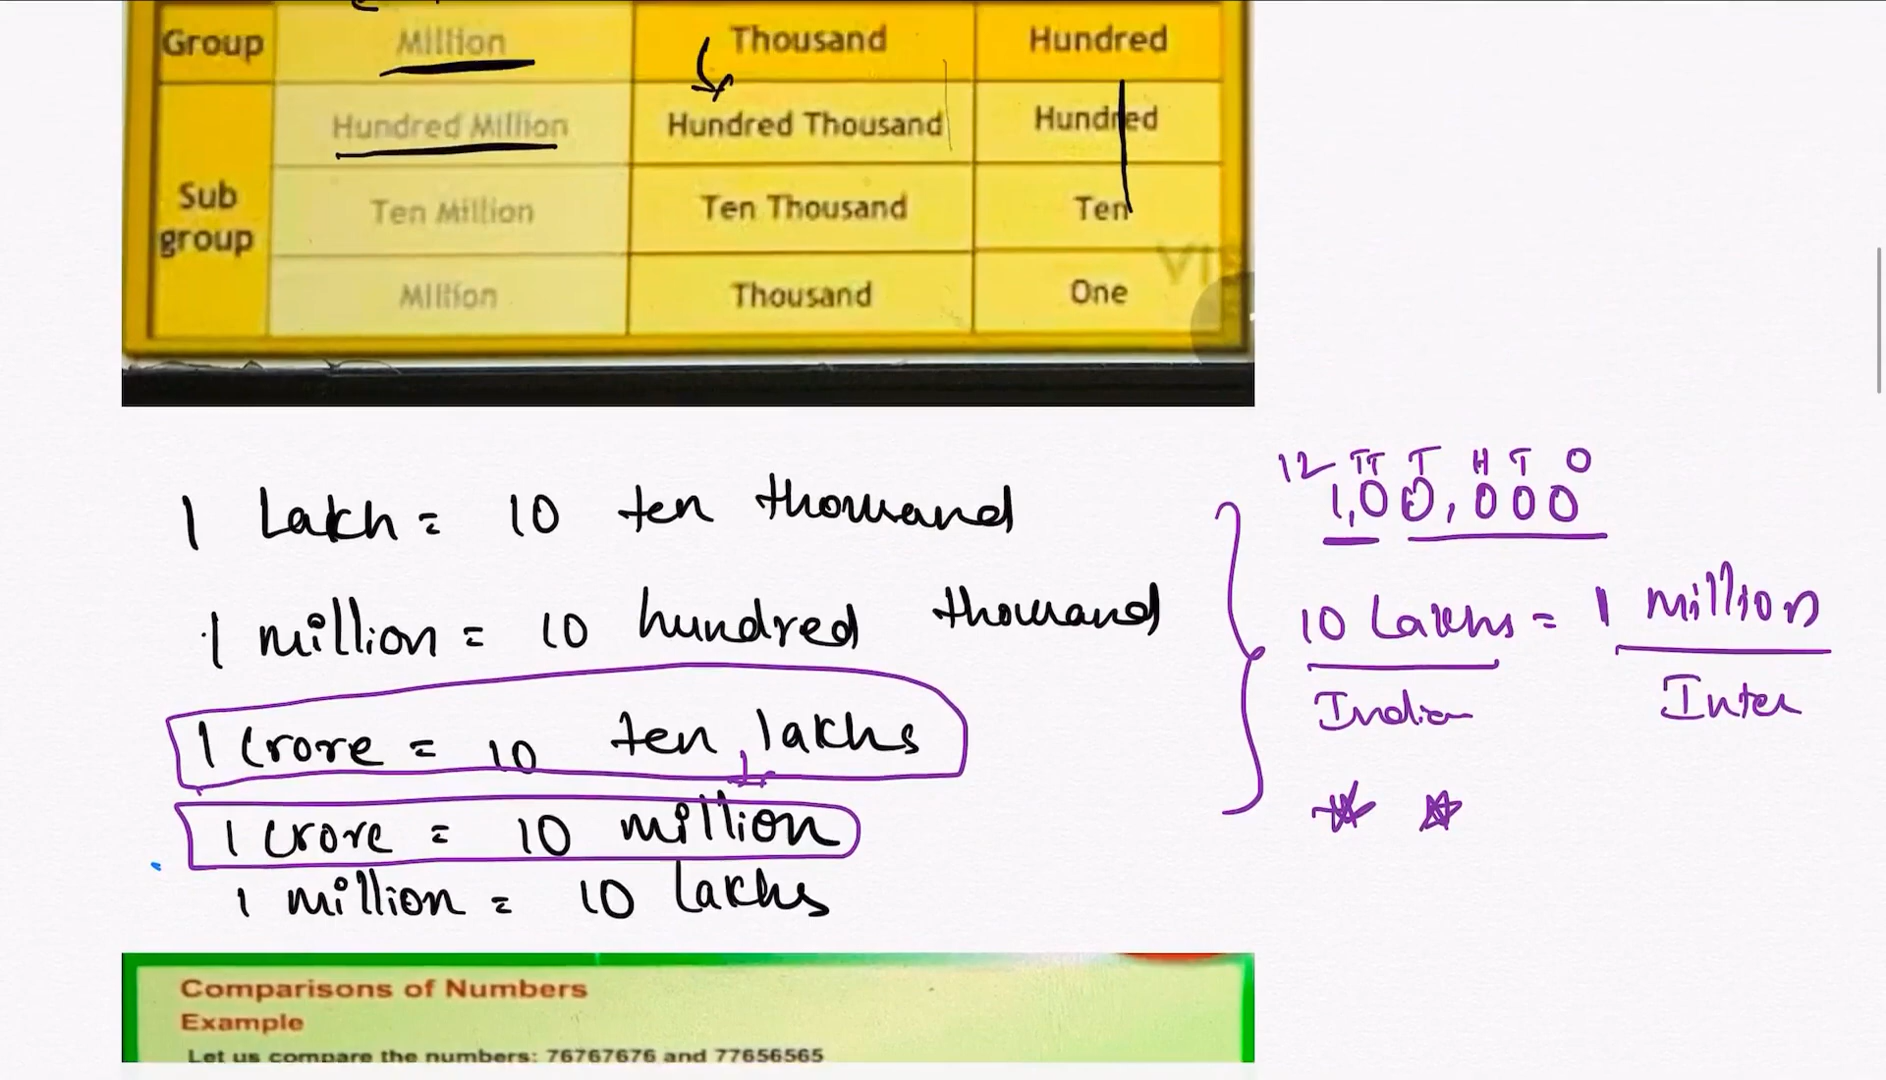 Group Million Thousand Hundred
Hundred Million Hundred Thousand Hundred
Sub group Ten Million Ten Thousand Ten
Million Thousand One
1 Lakh = 10 ten thousand
1 million = 10 hundred thousand
1 Crore = 10 ten lakhs
1 Crore = 10 million
1 million = 10 Lakhs
TT T H T O
1,00,000
10 Lakhs = 1 million
Indian Inter
Comparisons of Numbers
Example
Let us compare the numbers: 76767676 and 77656565